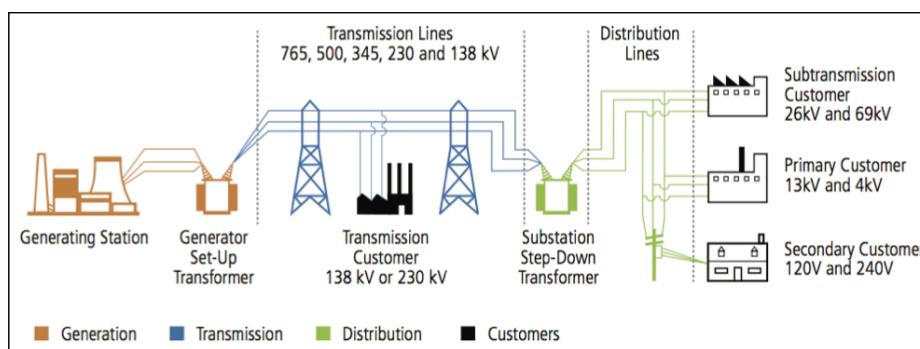 Transmission Lines
765, 500, 345, 230 and 138 kV
Distribution
Lines
Subtransmission
Customer
26kV and 69kV
Primary Customer
13kV and 4kV
Secondary Customer
120V and 240V
Generating Station
Generator
Set-Up
Transformer
Transmission
Customer
138 kV or 230 kV
Substation
Step-Down
Transformer
Generation
Transmission
Distribution
Customers